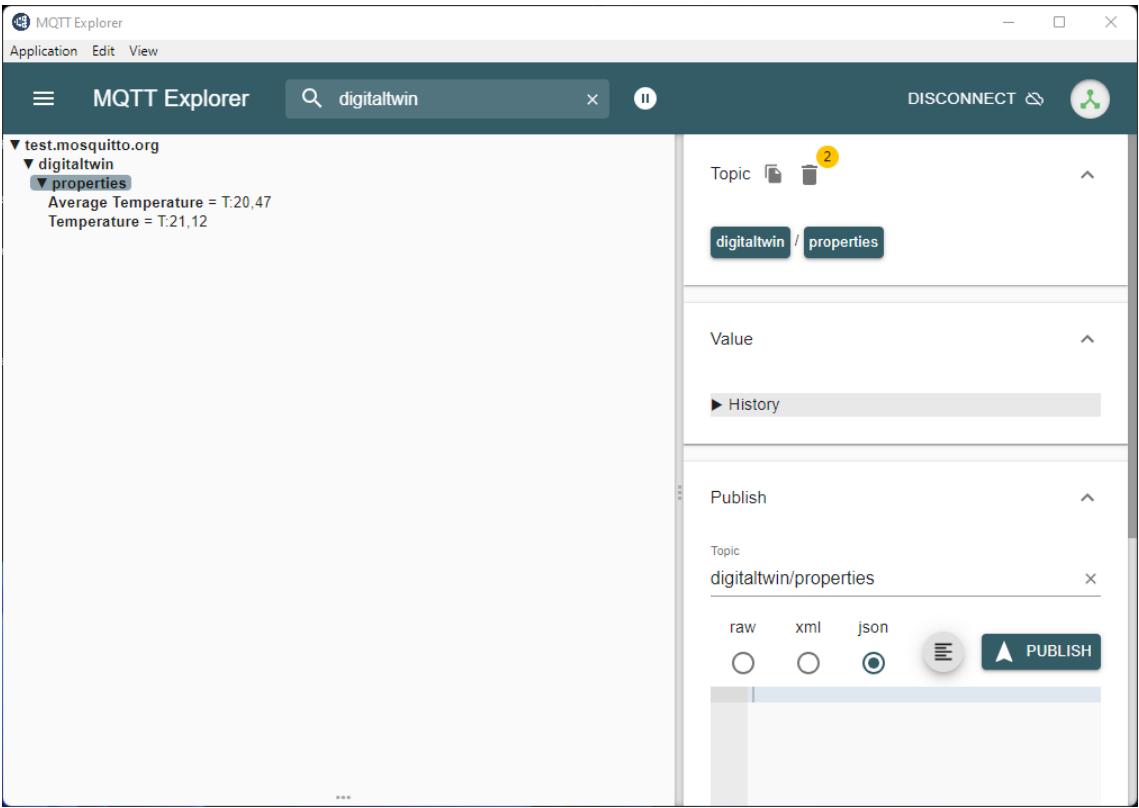 MQTT Explorer
Application Edit View
MQTT Explorer
digitaltwin
DISCONNECT
▼ test.mosquitto.org
▼ digitaltwin
▼ properties
Average Temperature = T:20,47
Temperature = T:21,12
Topic 2
digitaltwin / properties
Value
▶ History
Publish
Topic
digitaltwin/properties
raw xml json
PUBLISH